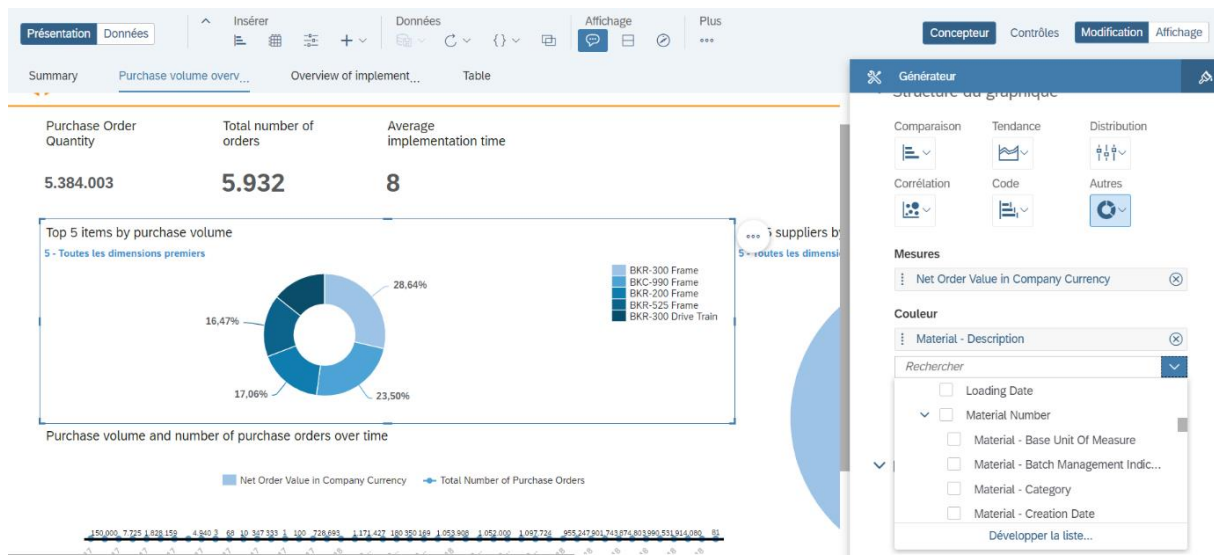 Présentation Données
Insérer
Données
Affichage
Plus
Concepteur Contrôles Modification Affichage
Summary Purchase volume overv... Overview of implement... Table
Générateur
Structure du graphique
Purchase Order
Quantity
5.384.003
Total number of
orders
5.932
Average
implementation time
8
Top 5 items by purchase volume
5 - Toutes les dimensions premiers
28,64%
23,50%
17,06%
16,47%
BKR-300 Frame
BKC-990 Frame
BKR-200 Frame
BKR-525 Frame
BKR-300 Drive Train
5 suppliers by
5 - Toutes les dimensi
Purchase volume and number of purchase orders over time
Net Order Value in Company Currency Total Number of Purchase Orders
Comparaison Tendance Distribution
Corrélation Code Autres
Mesures
Net Order Value in Company Currency
Couleur
Material - Description
Rechercher
Loading Date
Material Number
Material - Base Unit Of Measure
Material - Batch Management Indic...
Material - Category
Material - Creation Date
Développer la liste...